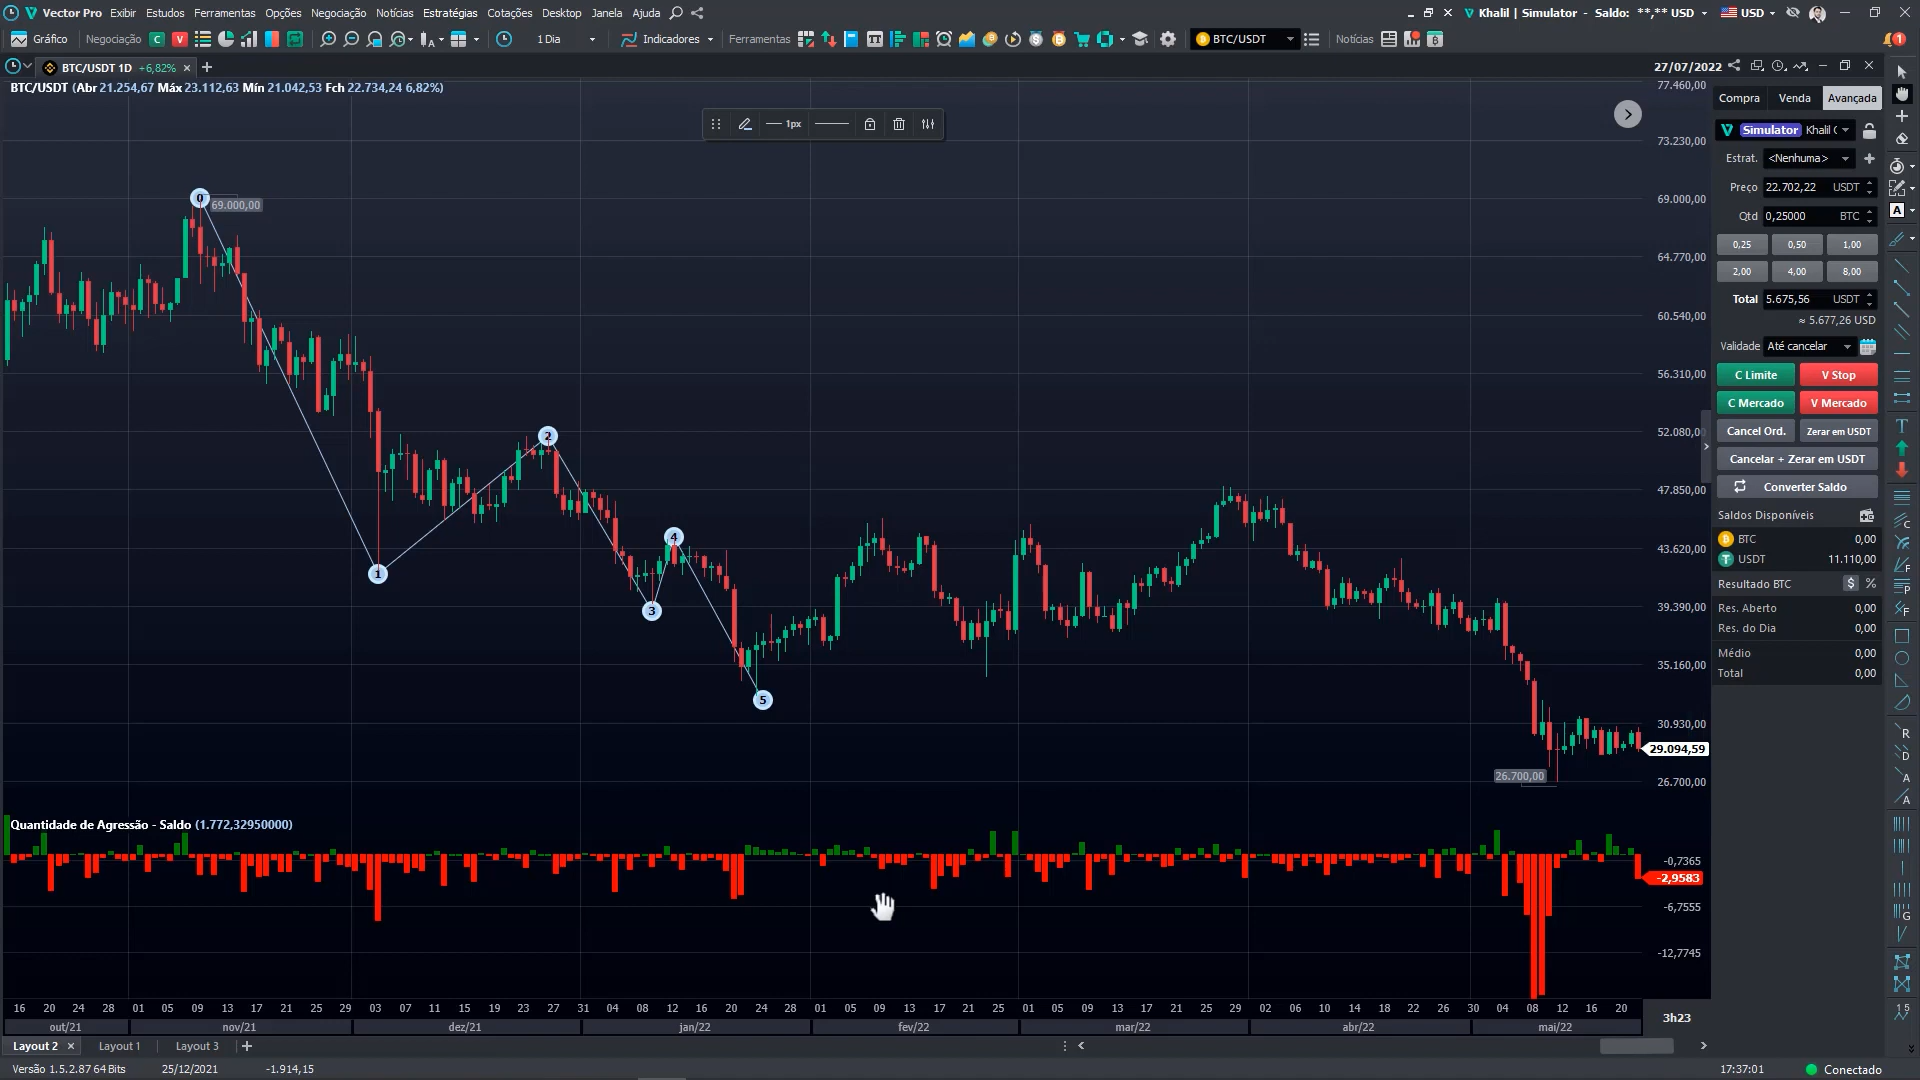 Vector Pro Exibir Estudos Ferramentas Opções Negociação Notícias Estratégias Cotações Desktop Janela Ajuda
Khalil | Simulator - Saldo: **,** USD USD
Gráfico Negociação C V 1 Dia Indicadores Ferramentas BTC/USDT Notícias 1
BTC/USDT 1D +6,82%
27/07/2022
BTC/USDT (Abr 21.254,67 Máx 23.112,63 Mín 21.042,53 Fch 22.734,24 6,82%)
1px
77.460,00
73.230,00
69.000,00
64.770,00
60.540,00
56.310,00
52.080,00
47.850,00
43.620,00
39.390,00
35.160,00
30.930,00
29.094,59
26.700,00
0
69.000,00
1
2
3
4
5
26.700,00
Quantidade de Agressão - Saldo (1.772,32950000)
-0,7365
-2,9583
-6,7555
-12,7745
16 20 24 28 01 05 09 13 17 21 25 29 03 07 11 15 19 23 27 31 04 08 12 16 20 24 28 01 05 09 13 17 21 25 01 05 09 13 17 21 25 29 02 06 10 14 18 22 26 30 04 08 12 16 20
out/21 nov/21 dez/21 jan/22 fev/22 mar/22 abr/22 mai/22
3h23
Compra Venda Avançada
Simulator Khalil (
Estrat. <Nenhuma>
Preço 22.702,22 USDT
Qtd 0,25000 BTC
0,25 0,50 1,00
2,00 4,00 8,00
Total 5.675,56 USDT
≈ 5.677,26 USD
Validade Até cancelar
C Limite V Stop
C Mercado V Mercado
Cancel Ord. Zerar em USDT
Cancelar + Zerar em USDT
Converter Saldo
Saldos Disponíveis
BTC 0,00
USDT 11.110,00
Resultado BTC $ %
Res. Aberto 0,00
Res. do Dia 0,00
Médio 0,00
Total 0,00
Layout 2 Layout 1 Layout 3
Versão 1.5.2.87 64 Bits 25/12/2021 -1.914,15
17:37:01 Conectado